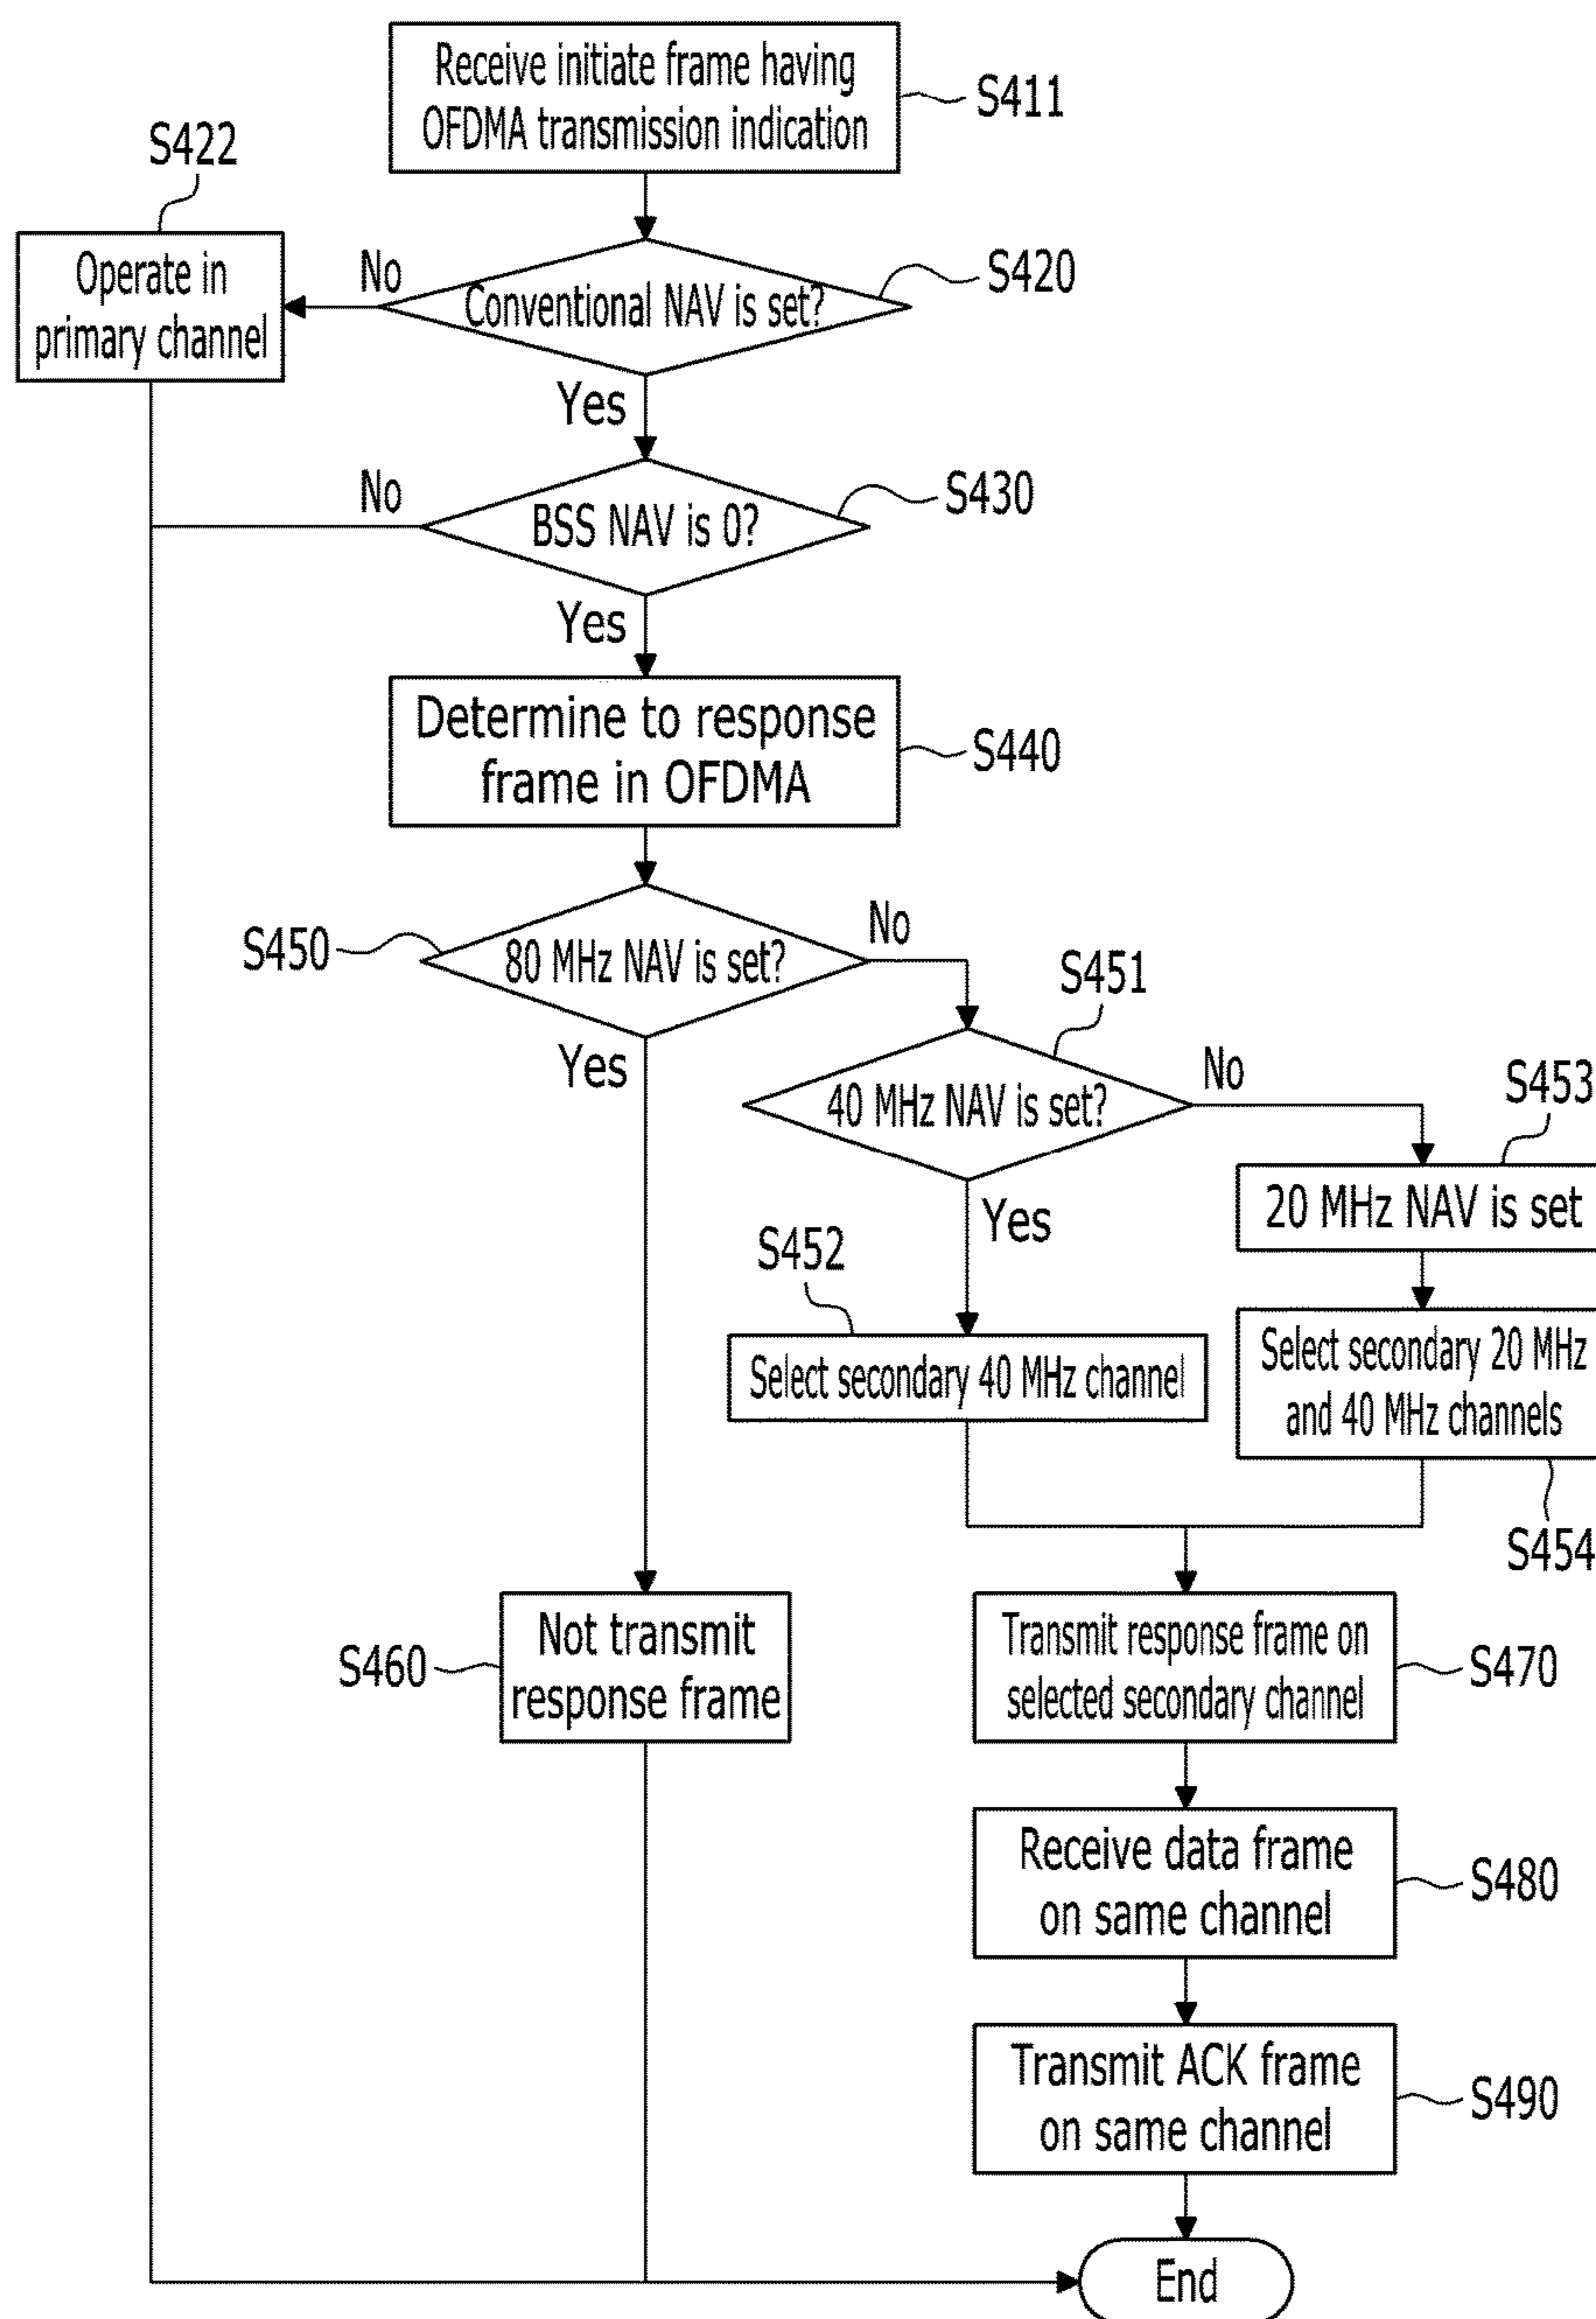 Receive initiate frame having
OFDMA transmission indication
S411
S422
Operate in
primary channel
No
Conventional NAV is set?
S420
Yes
No
BSS NAV is 0?
S430
Yes
Determine to response
frame in OFDMA
S440
S450
80 MHz NAV is set?
No
Yes
S451
40 MHz NAV is set?
No
Yes
S453
20 MHz NAV is set
S452
Select secondary 40 MHz channel
Select secondary 20 MHz
and 40 MHz channels
S454
S460
Not transmit
response frame
Transmit response frame on
selected secondary channel
S470
Receive data frame
on same channel
S480
Transmit ACK frame
on same channel
S490
End